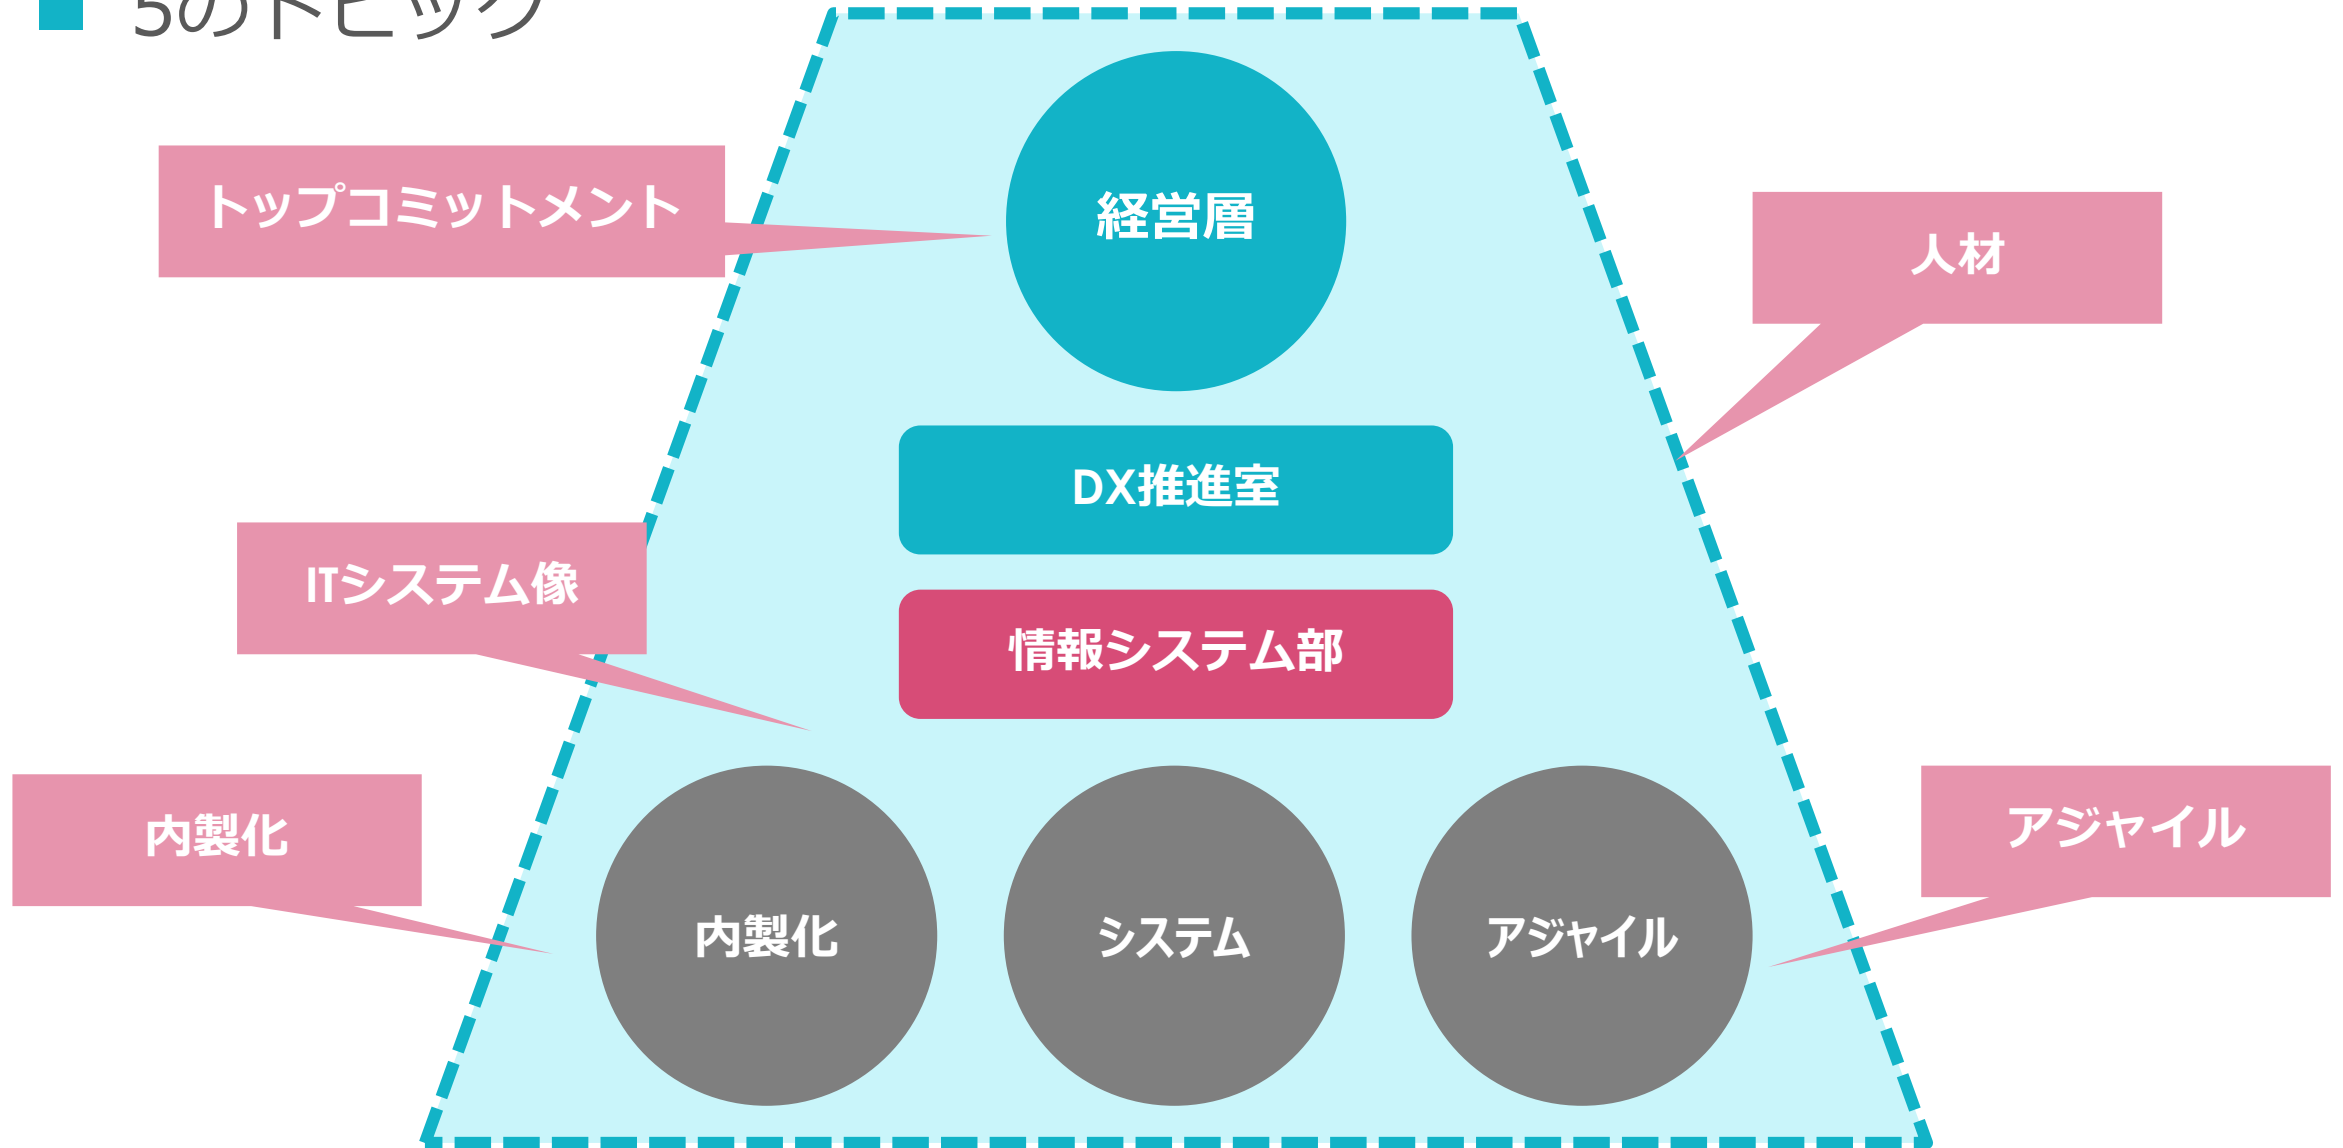 5のトピック
経営層
トップコミットメント
人材
DX推進室
ITシステム像
情報システム部
内製化
アジャイル
内製化
システム
アジャイル